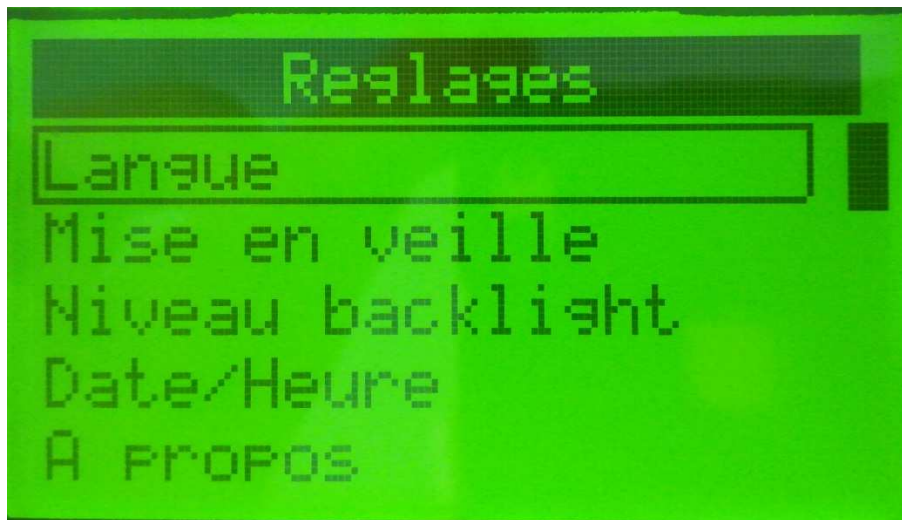 Reglages
Langue
Mise en veille
Niveau backlight
Date/Heure
A propos